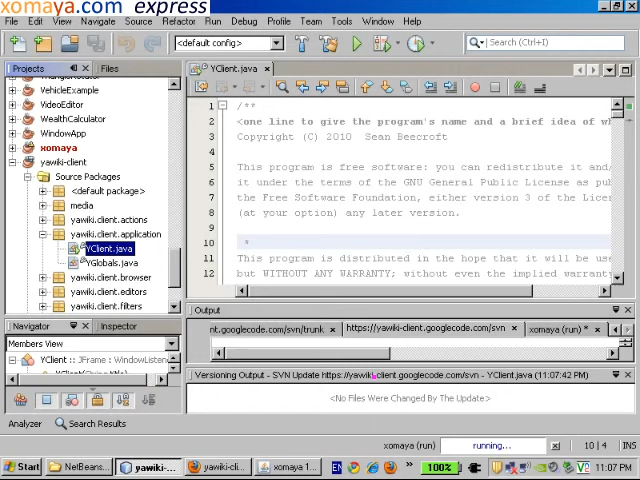 xomaya.com express
File Edit View Navigate Source Refactor Run Debug Profile Team Tools Window Help
<default config>
Search (Ctrl+I)
Projects
Files
VehicleExample
VideoEditor
WealthCalculator
WindowApp
xomaya
yawiki-client
Source Packages
<default package>
media
yawiki.client.actions
yawiki.client.application
YClient.java
YGlobals.java
yawiki.client.browser
yawiki.client.editors
yawiki.client.filters
YClient.java
1 /**
2 <one line to give the program's name and a brief idea of wh
3 Copyright (C) 2010 Sean Beecroft
4
5 This program is free software: you can redistribute it and/
6 it under the terms of the GNU General Public License as pub
7 the Free Software Foundation, either version 3 of the Licen
8 (at your option) any later version.
9
10 *
11 This program is distributed in the hope that it will be use
12 but WITHOUT ANY WARRANTY; without even the implied warranty
Output
nt.googlecode.com/svn/trunk
https://yawiki-client.googlecode.com/svn
xomaya (run) *
Navigator
Inspector
Members View
YClient :: JFrame : WindowListen
Versioning Output - SVN Update https://yawiki-client.googlecode.com/svn - YClient.java (11:07:42 PM)
<No Files Were Changed By The Update>
Analyzer
Search Results
xomaya (run)
running...
10 | 4
INS
Start
NetBeans...
yawiki-...
yawiki-cli...
xomaya 1...
EN
»
100%
11:07 PM